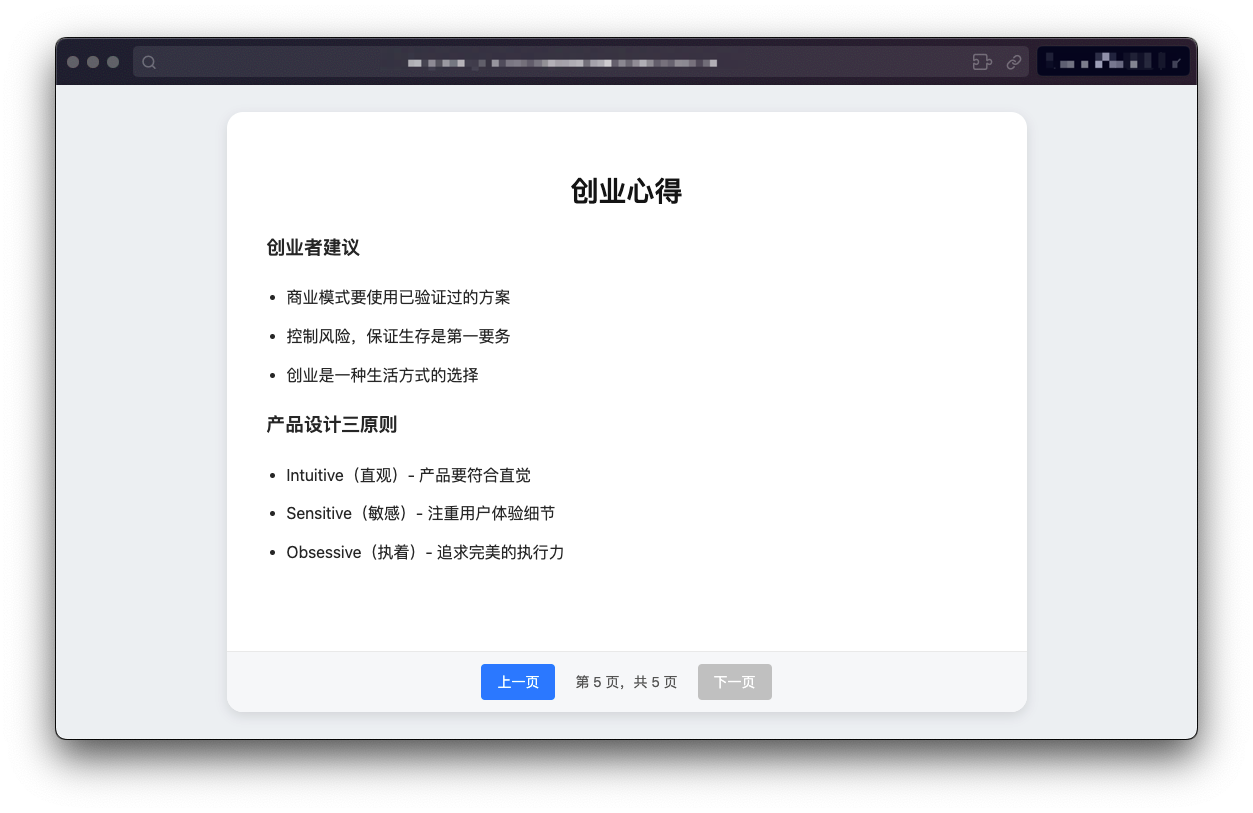 创业心得
创业者建议
• 商业模式要使用已验证过的方案
• 控制风险，保证生存是第一要务
• 创业是一种生活方式的选择
产品设计三原则
• Intuitive（直观）- 产品要符合直觉
• Sensitive（敏感）- 注重用户体验细节
• Obsessive（执着）- 追求完美的执行力
上一页 第 5 页，共 5 页 下一页